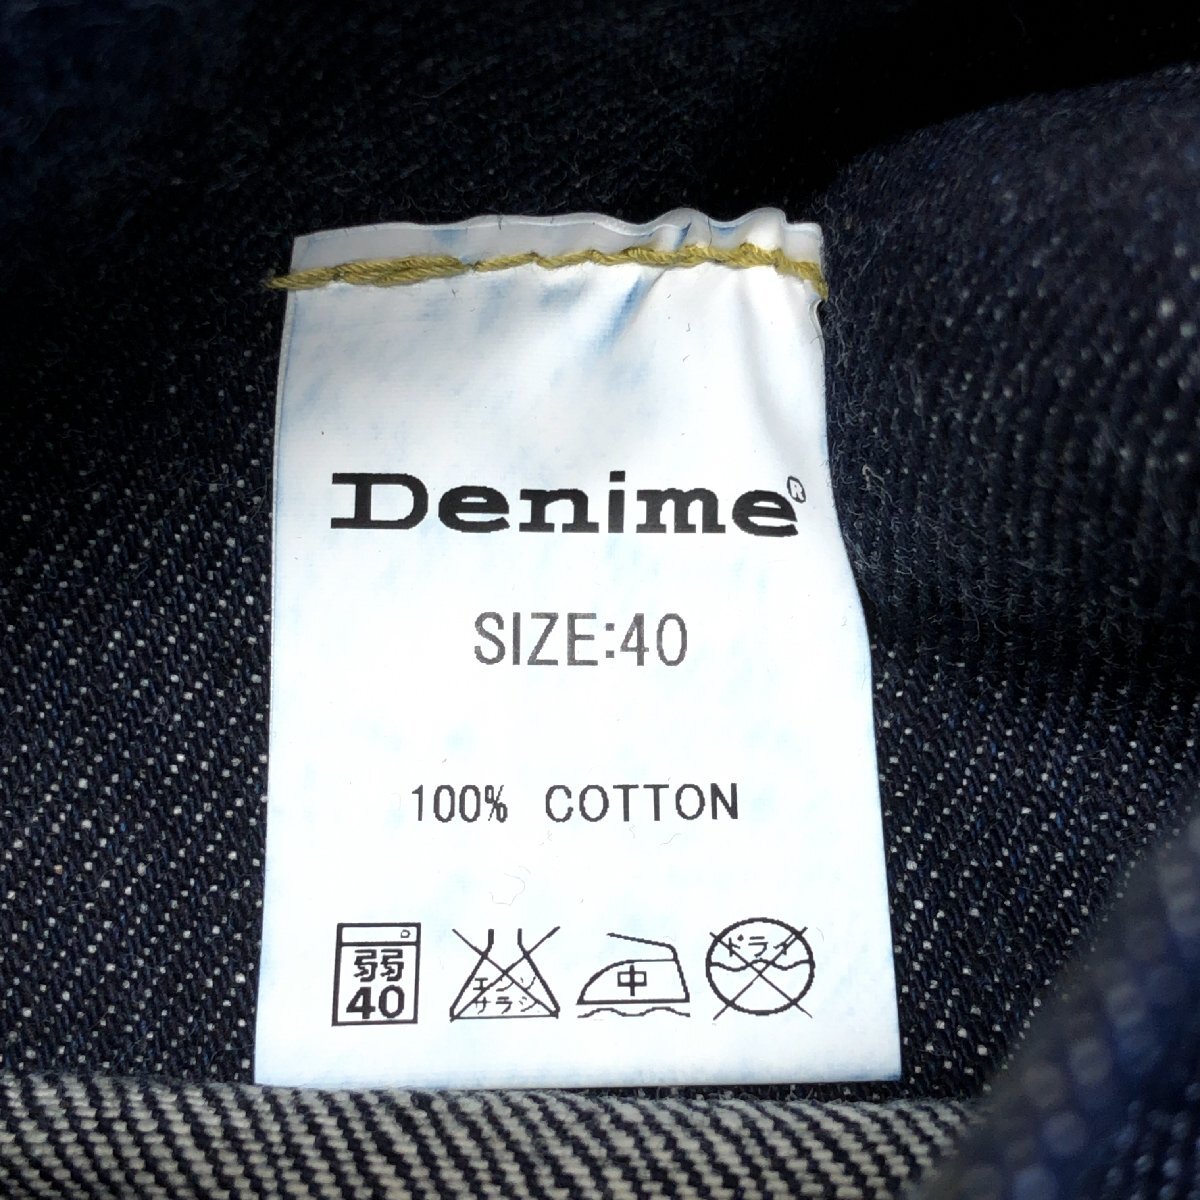 Denime®
SIZE:40
100% COTTON
弱 エンソ 中 ドライ
40 サラシ